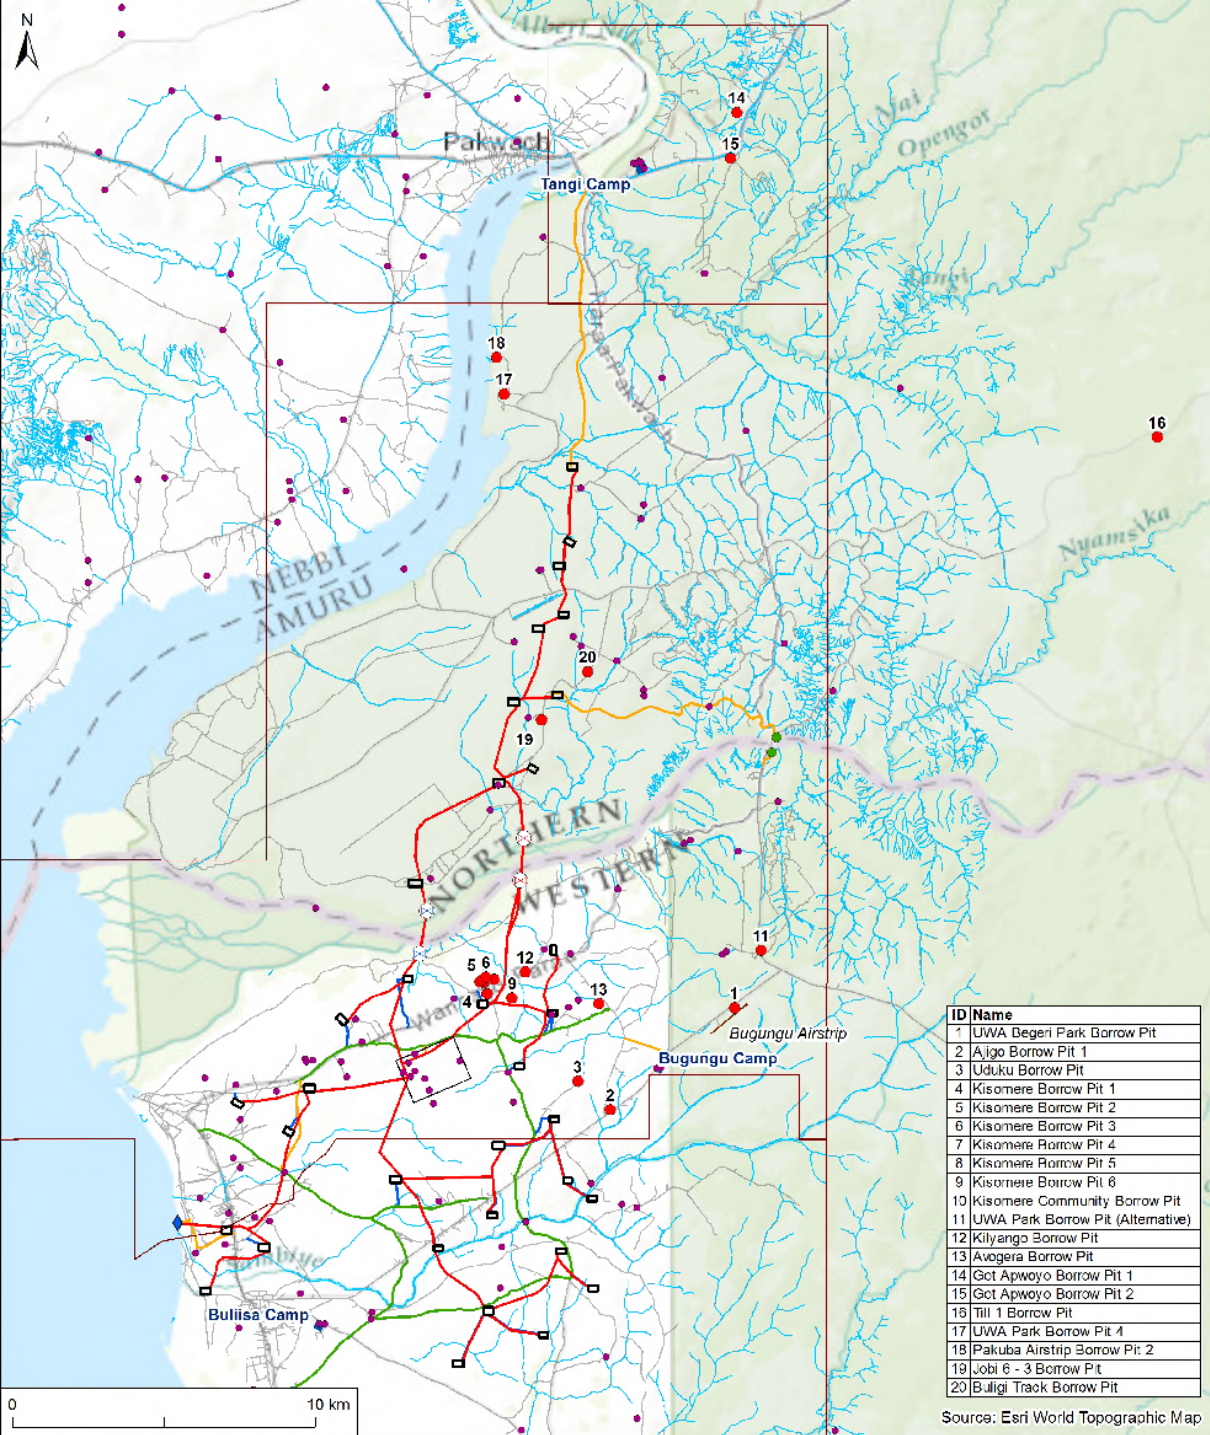 N
Albert Nile
14
Pakwach
15
Nai
Opengor
Tangi Camp
Tangi
Paraa-Pakwach
18
17
16
Nyamsika
NEBBI
AMURU
20
19
NORTHERN
WESTERN
11
5 6 12
4 9
13
1
Bugungu Airstrip
Bugungu Camp
3
2
Buliisa Camp
ID Name
1 UWA Begeri Park Borrow Pit
2 Ajigo Borrow Pit 1
3 Uduku Borrow Pit
4 Kisomere Borrow Pit 1
5 Kisomere Borrow Pit 2
6 Kisomere Borrow Pit 3
7 Kisomere Borrow Pit 4
8 Kisomere Borrow Pit 5
9 Kisomere Borrow Pit 6
10 Kisomere Community Borrow Pit
11 UWA Park Borrow Pit (Alternative)
12 Kilyango Borrow Pit
13 Avogera Borrow Pit
14 Got Apwoyo Borrow Pit 1
15 Got Apwoyo Borrow Pit 2
16 Till 1 Borrow Pit
17 UWA Park Borrow Pit 4
18 Pakuba Airstrip Borrow Pit 2
19 Jobi 6 - 3 Borrow Pit
20 Buligi Track Borrow Pit
0 10 km
Source: Esri World Topographic Map